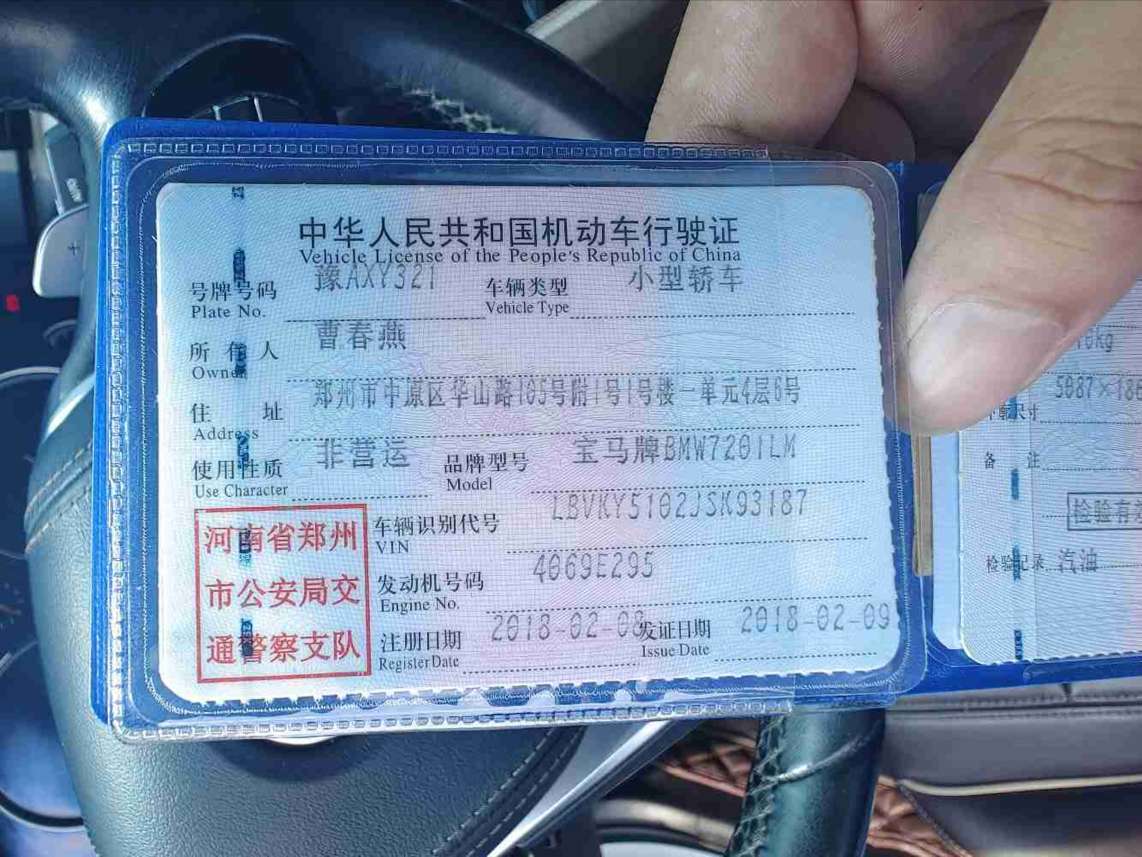 中华人民共和国机动车行驶证
Vehicle License of the People's Republic of China
号牌号码 豫AXY321 车辆类型 小型轿车
Plate No. Vehicle Type
所有人 曹春燕
Owner
住址 郑州市中原区华山路105号附1号1号楼一单元4层6号
Address
使用性质 非营运 品牌型号 宝马牌BMW7201LM
Use Character Model
河南省郑州
市公安局交
通警察支队
车辆识别代号 LBVKY5102JSK93187
VIN
发动机号码 4069E295
Engine No.
注册日期 2018-02-08 发证日期 2018-02-09
Register Date Issue Date
备注
检验有
检验记录 汽油